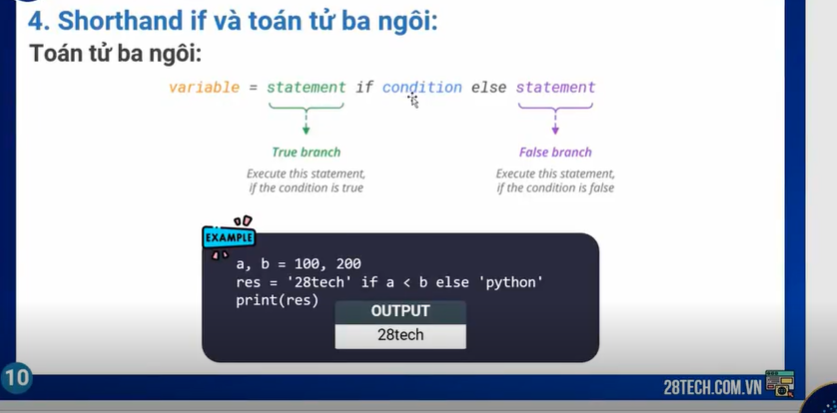 4. Shorthand if và toán tử ba ngôi:
Toán tử ba ngôi:
variable = statement if condition else statement
True branch
Execute this statement,
if the condition is true
False branch
Execute this statement,
if the condition is false
EXAMPLE
a, b = 100, 200
res = '28tech' if a < b else 'python'
print(res)
OUTPUT
28tech
10
28TECH.COM.VN